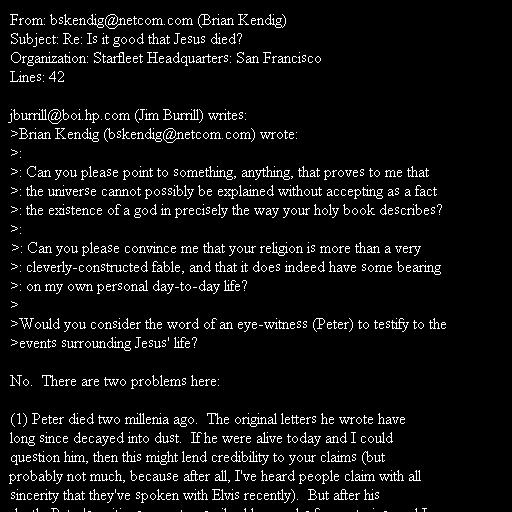 From: bskendig@netcom.com (Brian Kendig)
Subject: Re: Is it good that Jesus died?
Organization: Starfleet Headquarters: San Francisco
Lines: 42

jburrill@boi.hp.com (Jim Burrill) writes:
>Brian Kendig (bskendig@netcom.com) wrote:
>:
>: Can you please point to something, anything, that proves to me that
>: the universe cannot possibly be explained without accepting as a fact
>: the existence of a god in precisely the way your holy book describes?
>:
>: Can you please convince me that your religion is more than a very
>: cleverly-constructed fable, and that it does indeed have some bearing
>: on my own personal day-to-day life?
>
>Would you consider the word of an eye-witness (Peter) to testify to the
>events surrounding Jesus' life?

No.  There are two problems here:

(1) Peter died two millenia ago.  The original letters he wrote have
long since decayed into dust.  If he were alive today and I could
question him, then this might lend credibility to your claims (but
probably not much, because after all, I've heard people claim with all
sincerity that they've spoken with Elvis recently).  But after his